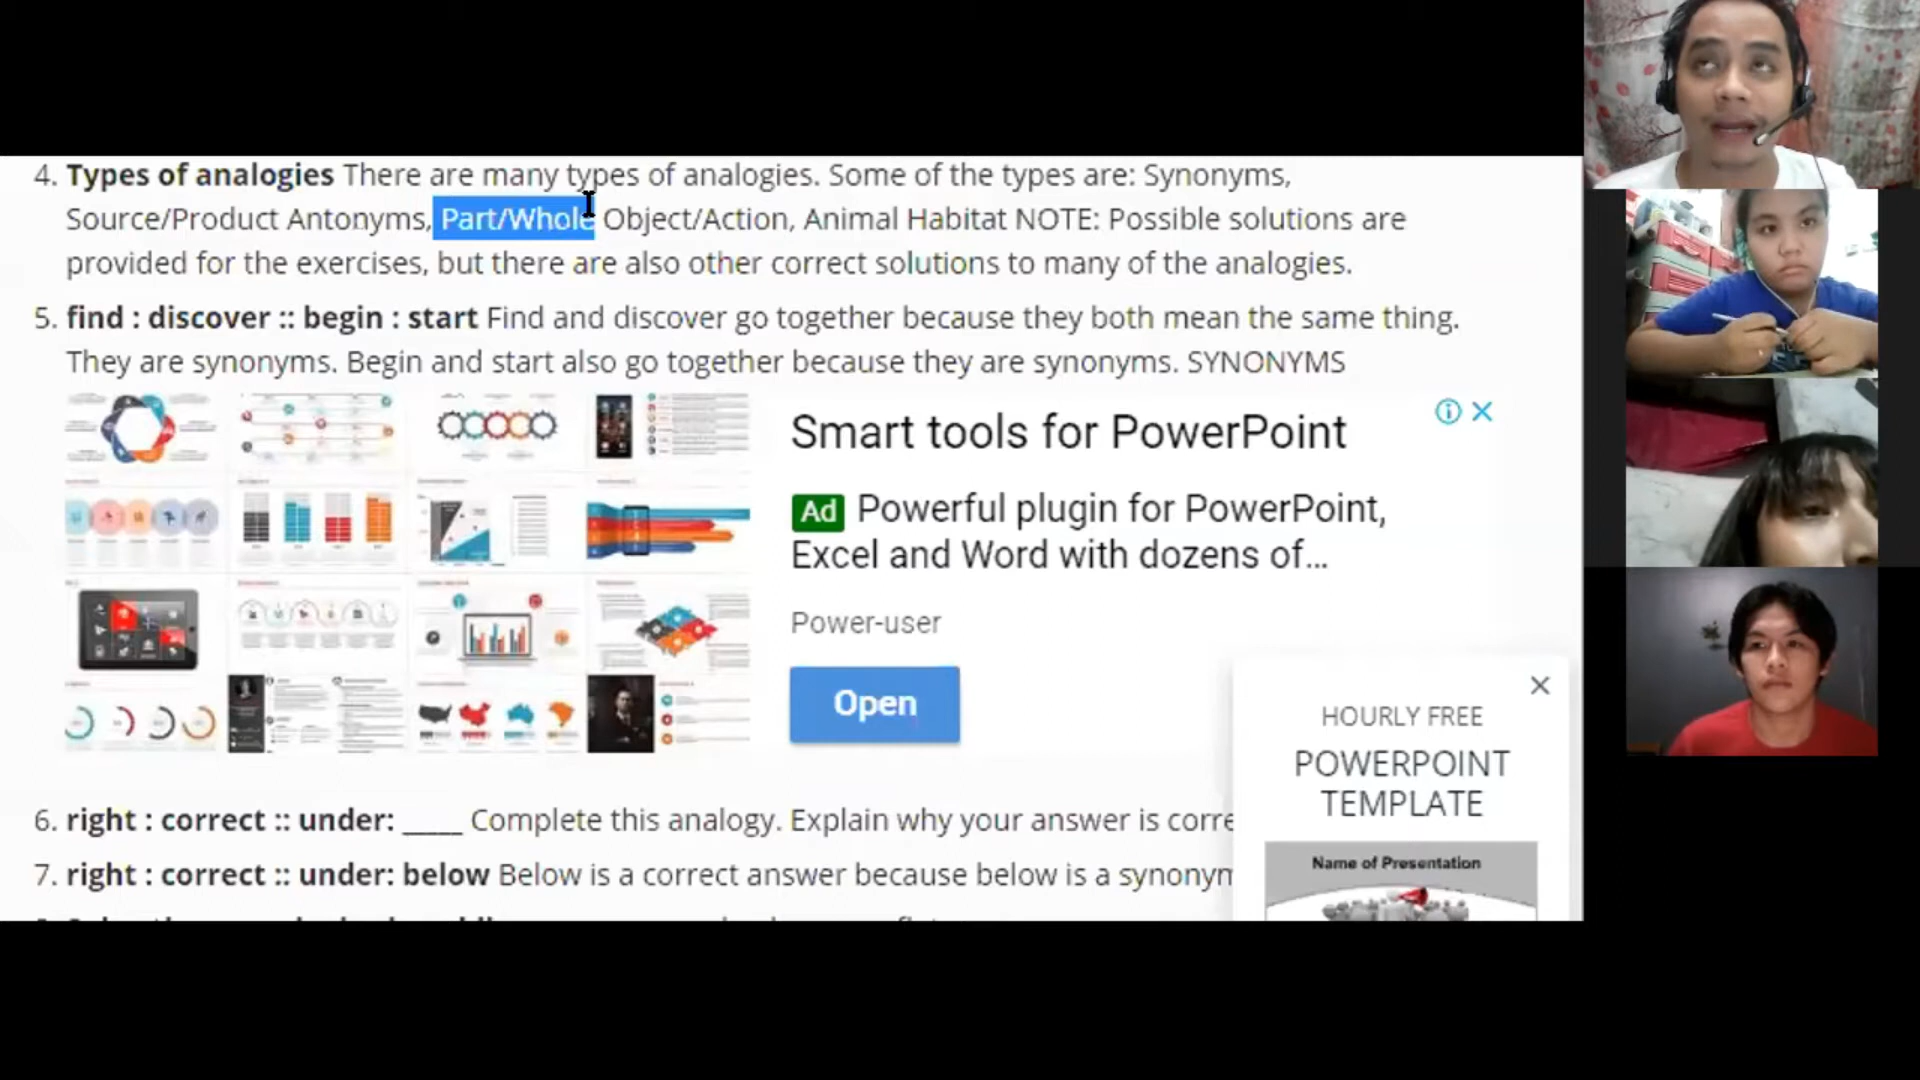 4. Types of analogies There are many types of analogies. Some of the types are: Synonyms,
Source/Product Antonyms, Part/Whole Object/Action, Animal Habitat NOTE: Possible solutions are
provided for the exercises, but there are also other correct solutions to many of the analogies.
5. find : discover :: begin : start Find and discover go together because they both mean the same thing.
They are synonyms. Begin and start also go together because they are synonyms. SYNONYMS
Smart tools for PowerPoint
Ad Powerful plugin for PowerPoint,
Excel and Word with dozens of...
Power-user
Open
HOURLY FREE
POWERPOINT
TEMPLATE
Name of Presentation
6. right : correct :: under: _____ Complete this analogy. Explain why your answer is corre
7. right : correct :: under: below Below is a correct answer because below is a synonym